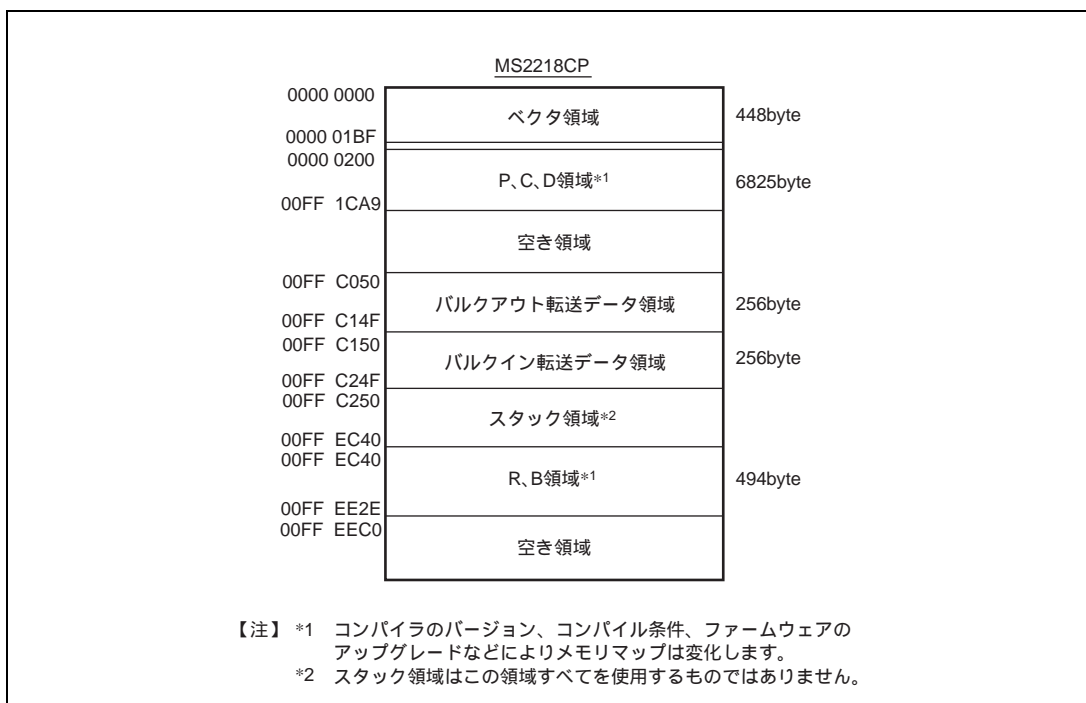 MS2218CP
0000 0000
ベクタ領域
448byte
0000 01BF
0000 0200
P、C、D領域*1
6825byte
00FF 1CA9
空き領域
00FF C050
バルクアウト転送データ領域
256byte
00FF C14F
00FF C150
バルクイン転送データ領域
256byte
00FF C24F
00FF C250
スタック領域*2
00FF EC40
00FF EC40
R、B領域*1
494byte
00FF EE2E
00FF EEC0
空き領域
【注】 *1 コンパイラのバージョン、コンパイル条件、ファームウェアの
アップグレードなどによりメモリマップは変化します。
*2 スタック領域はこの領域すべてを使用するものではありません。